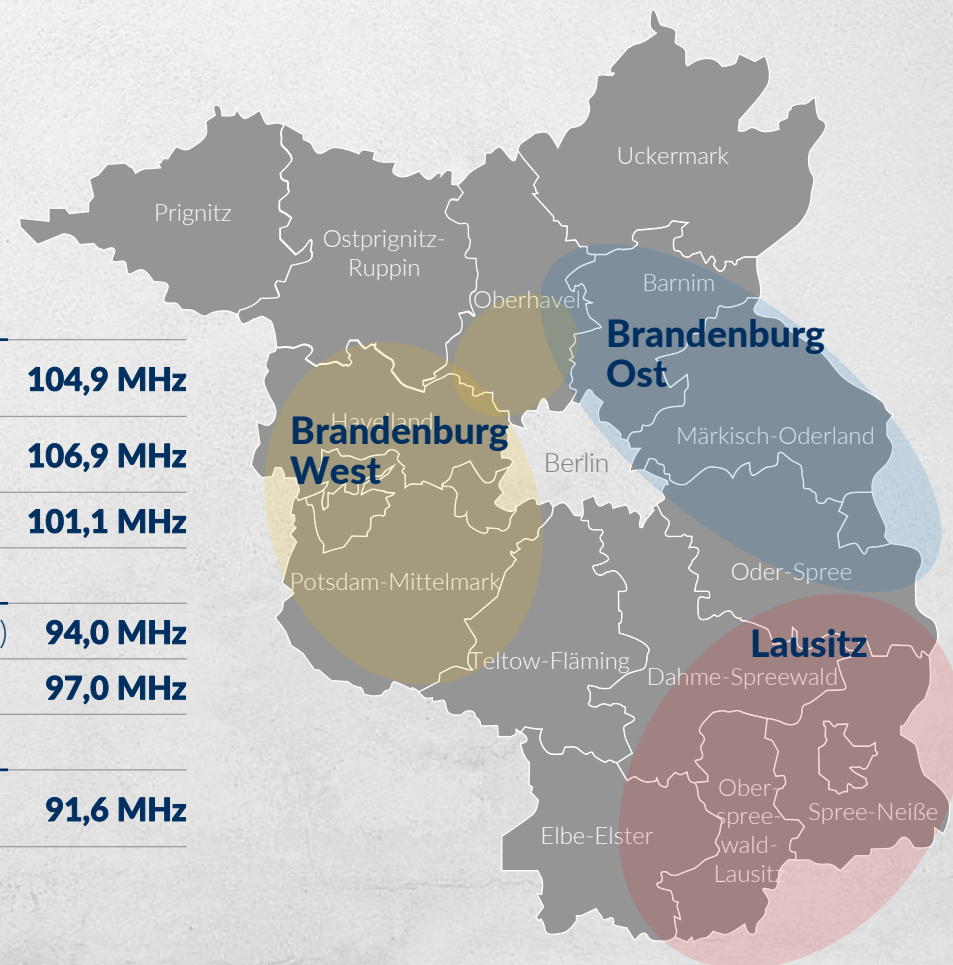 104,9 MHz
106,9 MHz
101,1 MHz
) 94,0 MHz
97,0 MHz
91,6 MHz
Uckermark
Prignitz
Ostprignitz-
Ruppin
Oberhavel
Barnim
Brandenburg
Ost
Havelland
Brandenburg
West
Märkisch-Oderland
Berlin
Potsdam-Mittelmark
Oder-Spree
Lausitz
Teltow-Fläming
Dahme-Spreewald
Ober-
spree-
wald-
Lausitz
Spree-Neiße
Elbe-Elster